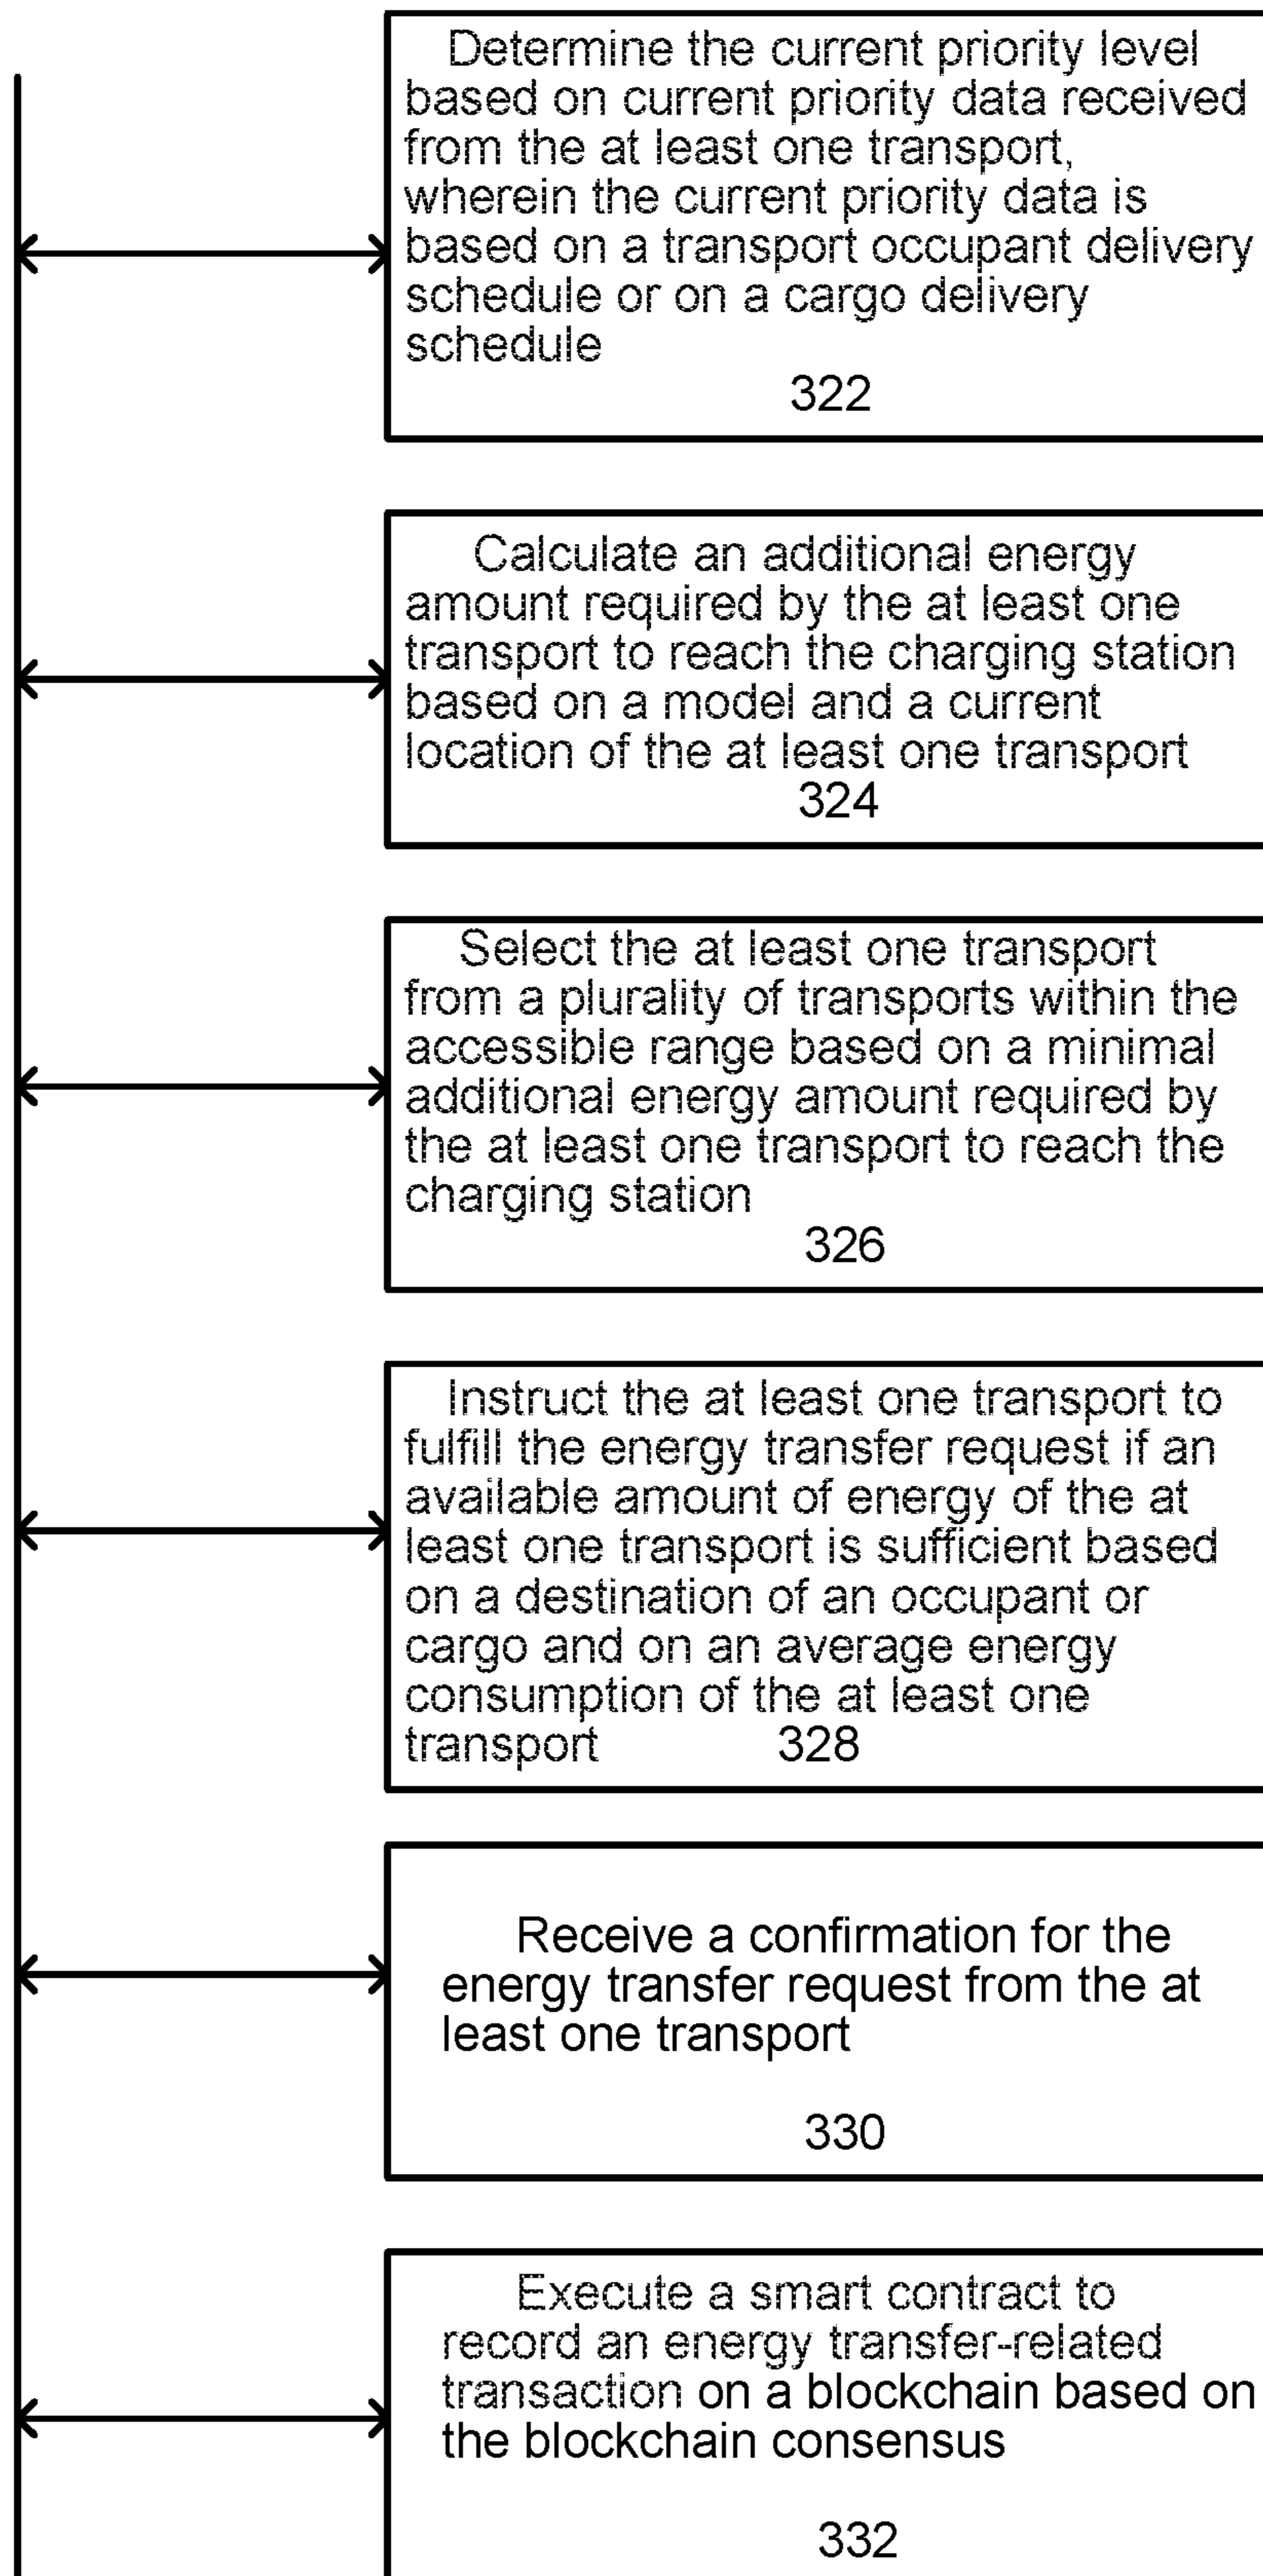 Determine the current priority level
based on current priority data received
from the at least one transport,
wherein the current priority data is
based on a transport occupant delivery
schedule or on a cargo delivery
schedule
322
Calculate an additional energy
amount required by the at least one
transport to reach the charging station
based on a model and a current
location of the at least one transport
324
Select the at least one transport
from a plurality of transports within the
accessible range based on a minimal
additional energy amount required by
the at least one transport to reach the
charging station
326
Instruct the at least one transport to
fulfill the energy transfer request if an
available amount of energy of the at
least one transport is sufficient based
on a destination of an occupant or
cargo and on an average energy
consumption of the at least one
transport 328
Receive a confirmation for the
energy transfer request from the at
least one transport
330
Execute a smart contract to
record an energy transfer-related
transaction on a blockchain based on
the blockchain consensus
332